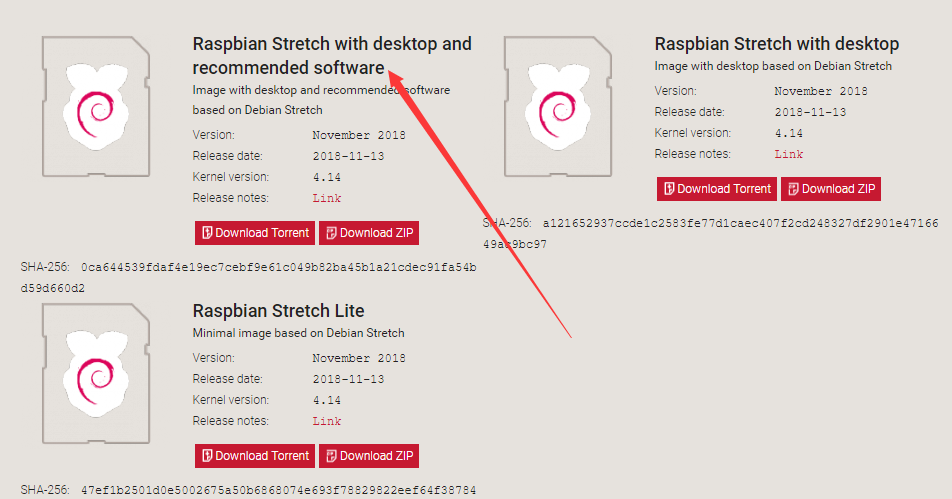 Raspbian Stretch with desktop and
recommended software
Image with desktop and recommended software
based on Debian Stretch
Version: November 2018
Release date: 2018-11-13
Kernel version: 4.14
Release notes: Link
Download Torrent Download ZIP
SHA-256: 0ca644539fdaf4e19ec7cebf9e61c049b82ba45b1a21cdec91fa54b
d59d660d2
Raspbian Stretch with desktop
Image with desktop based on Debian Stretch
Version: November 2018
Release date: 2018-11-13
Kernel version: 4.14
Release notes: Link
Download Torrent Download ZIP
SHA-256: a121652937ccde1c2583fe77d1caec407f2cd248327df2901e47166
49ac9bc97
Raspbian Stretch Lite
Minimal image based on Debian Stretch
Version: November 2018
Release date: 2018-11-13
Kernel version: 4.14
Release notes: Link
Download Torrent Download ZIP
SHA-256: 47ef1b2501d0e5002675a50b6868074e693f78829822eef64f38784